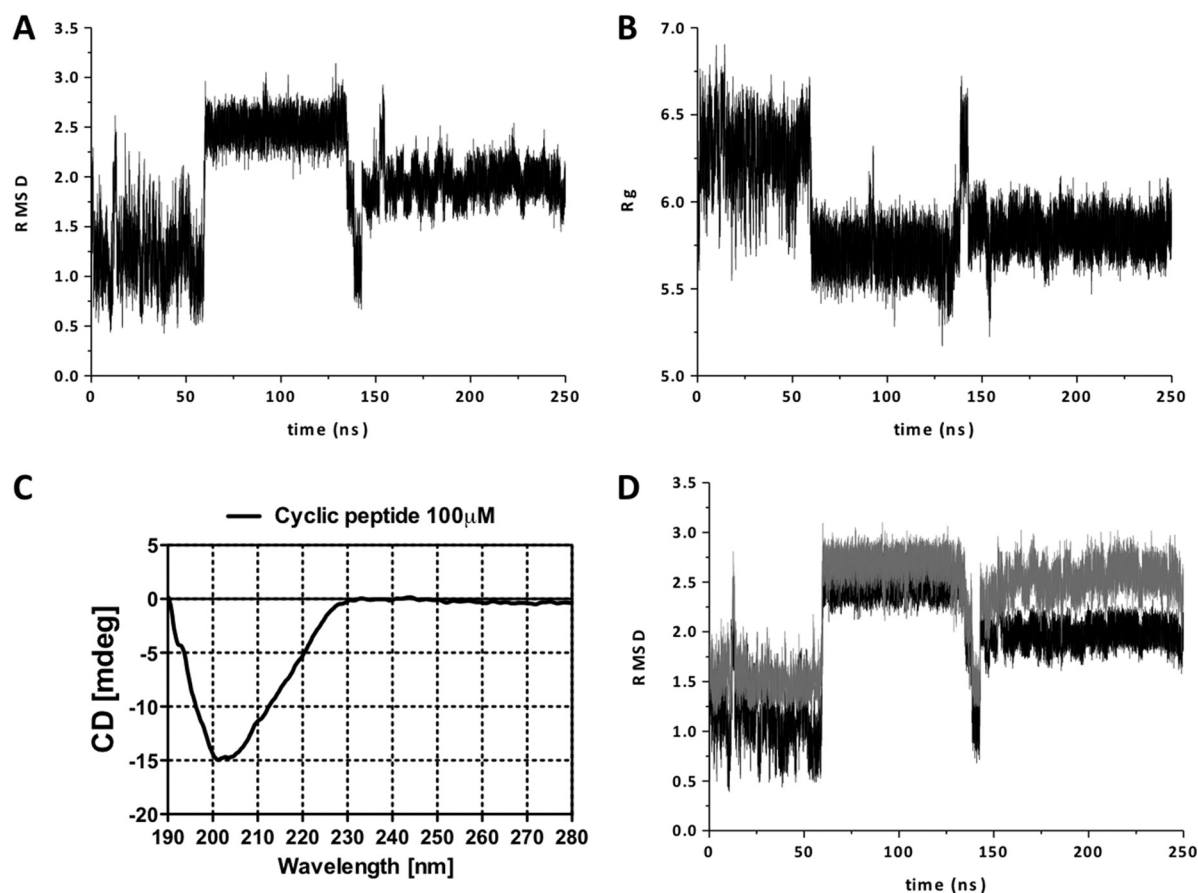 A
3.5
3.0
2.5
2.0
1.5
1.0
0.5
0.0
RMSD
0 50 100 150 200 250
time (ns)
B
7.0
6.5
6.0
5.5
5.0
Rg
0 50 100 150 200 250
time (ns)
C
Cyclic peptide 100μM
5
0
-5
-10
-15
-20
CD [mdeg]
190 200 210 220 230 240 250 260 270 280
Wavelength [nm]
D
3.5
3.0
2.5
2.0
1.5
1.0
0.5
0.0
RMSD
0 50 100 150 200 250
time (ns)